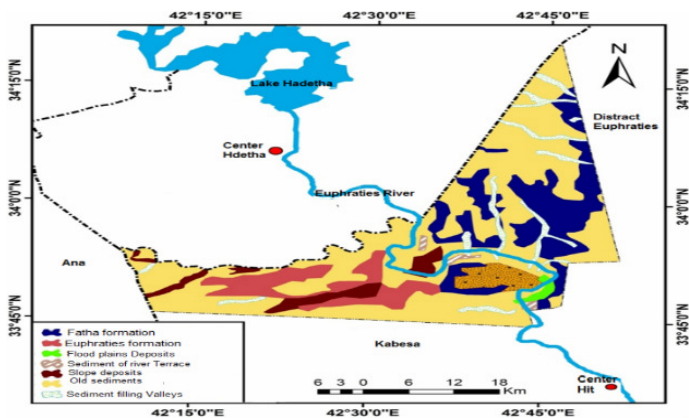 42°15'0"E 42°30'0"E 42°45'0"E
34°15'0"N
34°0'0"N
33°45'0"N
34°15'0"N
34°0'0"N
33°45'0"N
N
Lake Hadetha
Distract
Euphraties
Center
Hdetha
Euphraties River
Ana
Kabesa
Center
Hit
Fatha formation
Euphraties formation
Flood plains Deposits
Sediment of river Terrace
Slope deposits
Old sediments
Sediment filling Valleys
6 3 0 6 12 18
Km
42°15'0"E 42°30'0"E 42°45'0"E